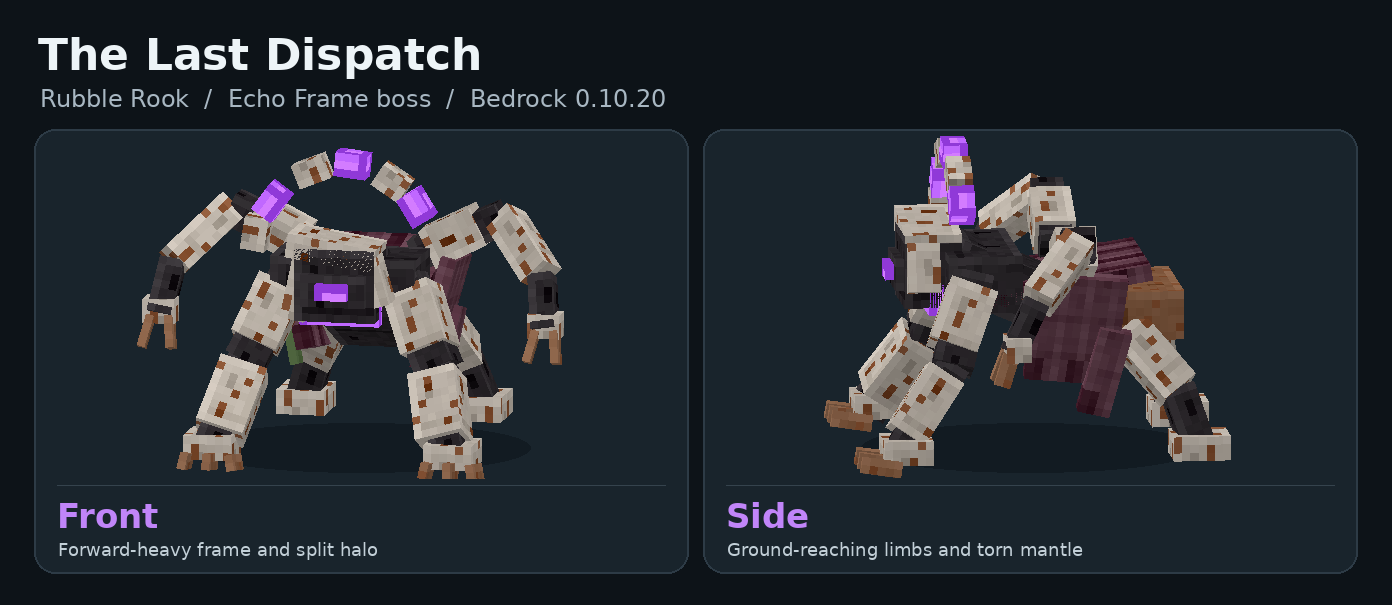 The Last Dispatch
Rubble Rook / Echo Frame boss / Bedrock 0.10.20
Front
Forward-heavy frame and split halo
Side
Ground-reaching limbs and torn mantle